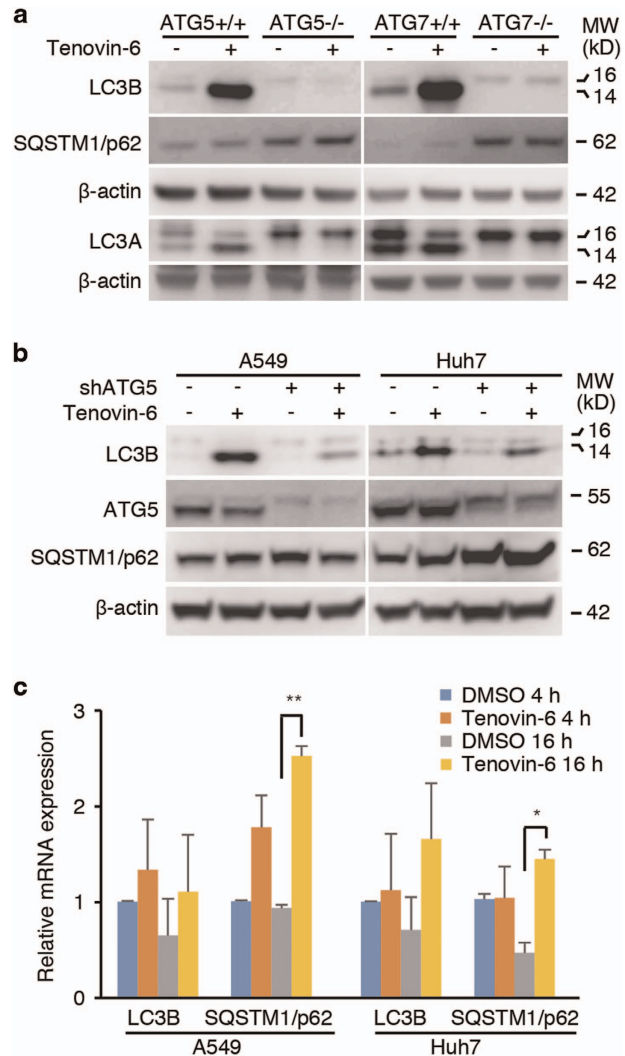 a
ATG5+/+ ATG5-/- ATG7+/+ ATG7-/- MW
Tenovin-6 - + - + - + - + (kD)
LC3B 16
14
SQSTM1/p62 62
β-actin 42
LC3A 16
14
β-actin 42
b
A549 Huh7
shATG5 - - + + - - + + MW
Tenovin-6 - + - + - + - + (kD)
LC3B 16
14
ATG5 55
SQSTM1/p62 62
β-actin 42
c
DMSO 4 h
Tenovin-6 4 h
DMSO 16 h
Tenovin-6 16 h
**
*
Relative mRNA expression
3
2
1
0
LC3B SQSTM1/p62 LC3B SQSTM1/p62
A549 Huh7